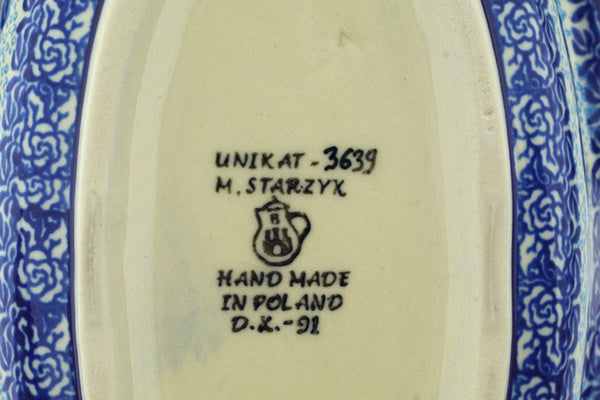 UNIKAT - 3639
M. STARZYK
B
HAND MADE
IN POLAND
D.X.-91